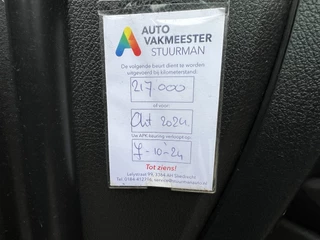 AUTO
VAKMEESTER
STUURMAN
De volgende beurt dient te worden
uitgevoerd bij kilometerstand:
217.000
of voor:
Okt 2024
Uw APK-keuring verloopt op:
7-10-24
Tot ziens!